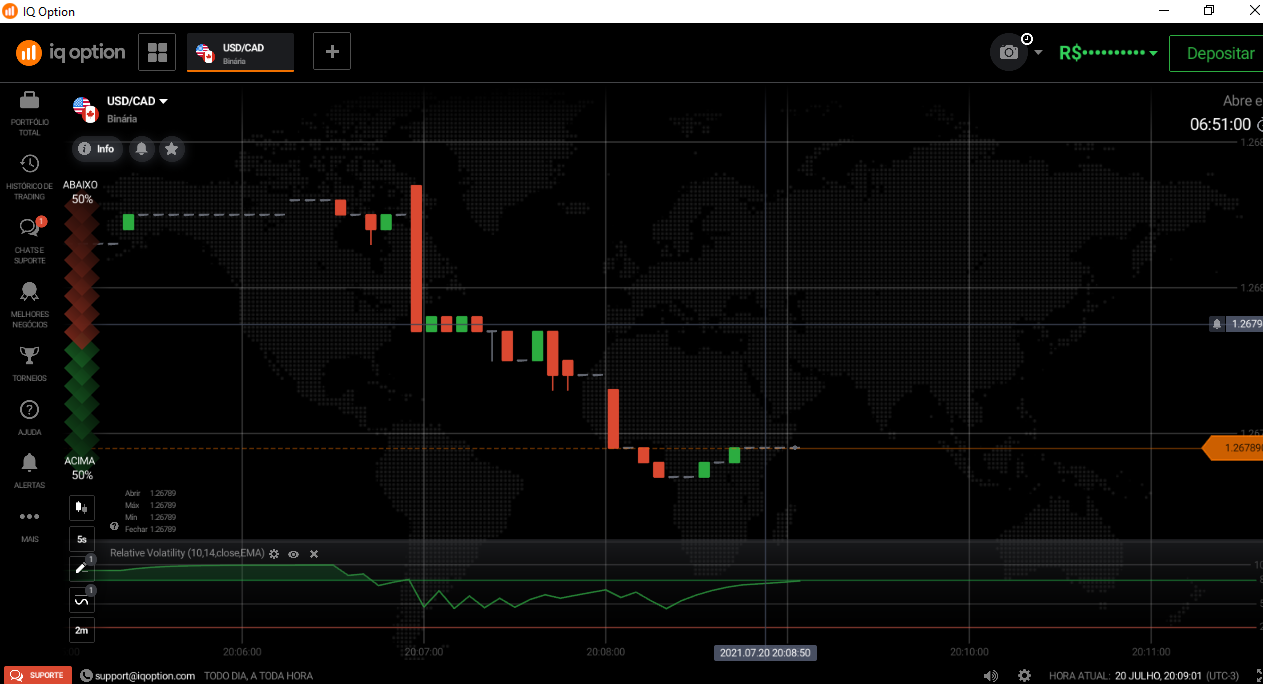 IQ Option
iq option
USD/CAD
Binária
R$
Depositar
USD/CAD
Binária
Info
Abre e
06:51:00
PORTFÓLIO
TOTAL
HISTÓRICO DE
TRADING
1
CHATS E
SUPORTE
MELHORES
NEGÓCIOS
TORNEIOS
AJUDA
ALERTAS
MAIS
ABAIXO
50%
ACIMA
50%
1.268
1.268
1.2679
1.267
1.267890
Abrir 1.26789
Máx 1.26789
Mín 1.26789
Fechar 1.26789
5s
1
1
2m
Relative Volatility (10,14,close,EMA)
20:06:00
20:07:00
20:08:00
2021.07.20 20:08:50
20:10:00
20:11:00
SUPORTE
support@iqoption.com
TODO DIA, A TODA HORA
HORA ATUAL: 20 JULHO, 20:09:01 (UTC-3)